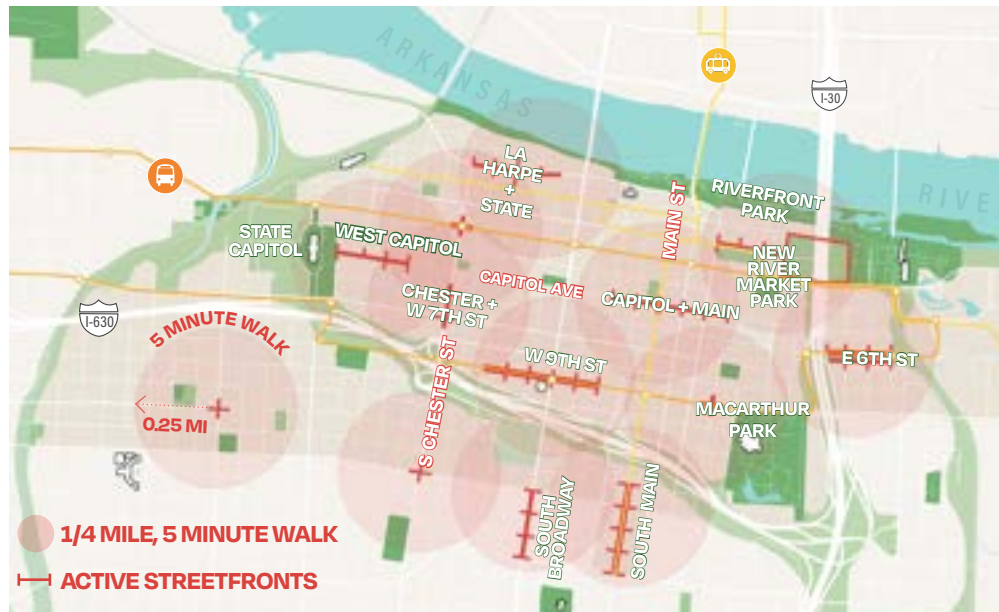 ARKANSAS
RIVE
I-30
LA
HARPE
+
STATE
MAIN ST
RIVERFRONT
PARK
STATE
CAPITOL
WEST CAPITOL
NEW
RIVER
MARKET
PARK
CAPITOL AVE
CHESTER +
W 7TH ST
CAPITOL + MAIN
I-630
5 MINUTE WALK
0.25 MI
S CHESTER ST
W 9TH ST
E 6TH ST
MACARTHUR
PARK
SOUTH
BROADWAY
SOUTH MAIN
1/4 MILE, 5 MINUTE WALK
ACTIVE STREETFRONTS